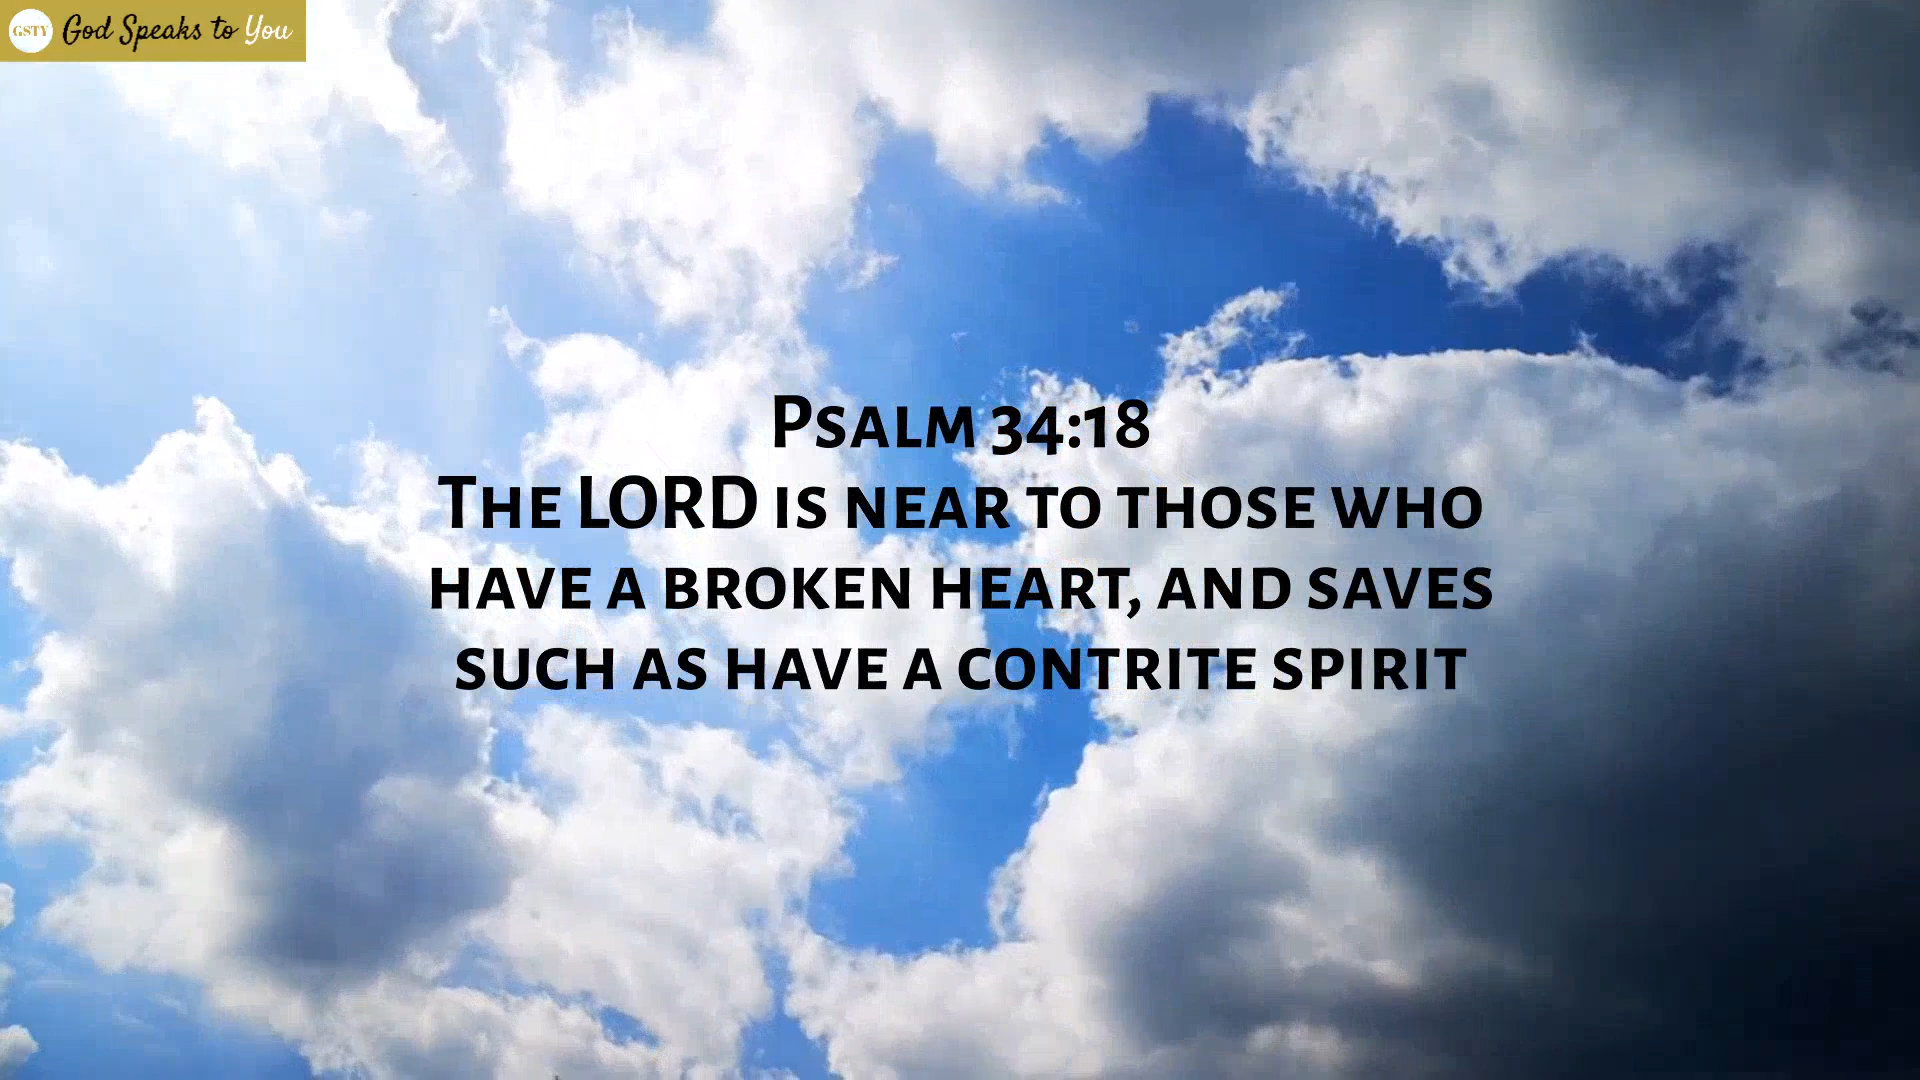 GSTY God Speaks to You
Psalm 34:18
The LORD is near to those who
have a broken heart, and saves
such as have a contrite spirit